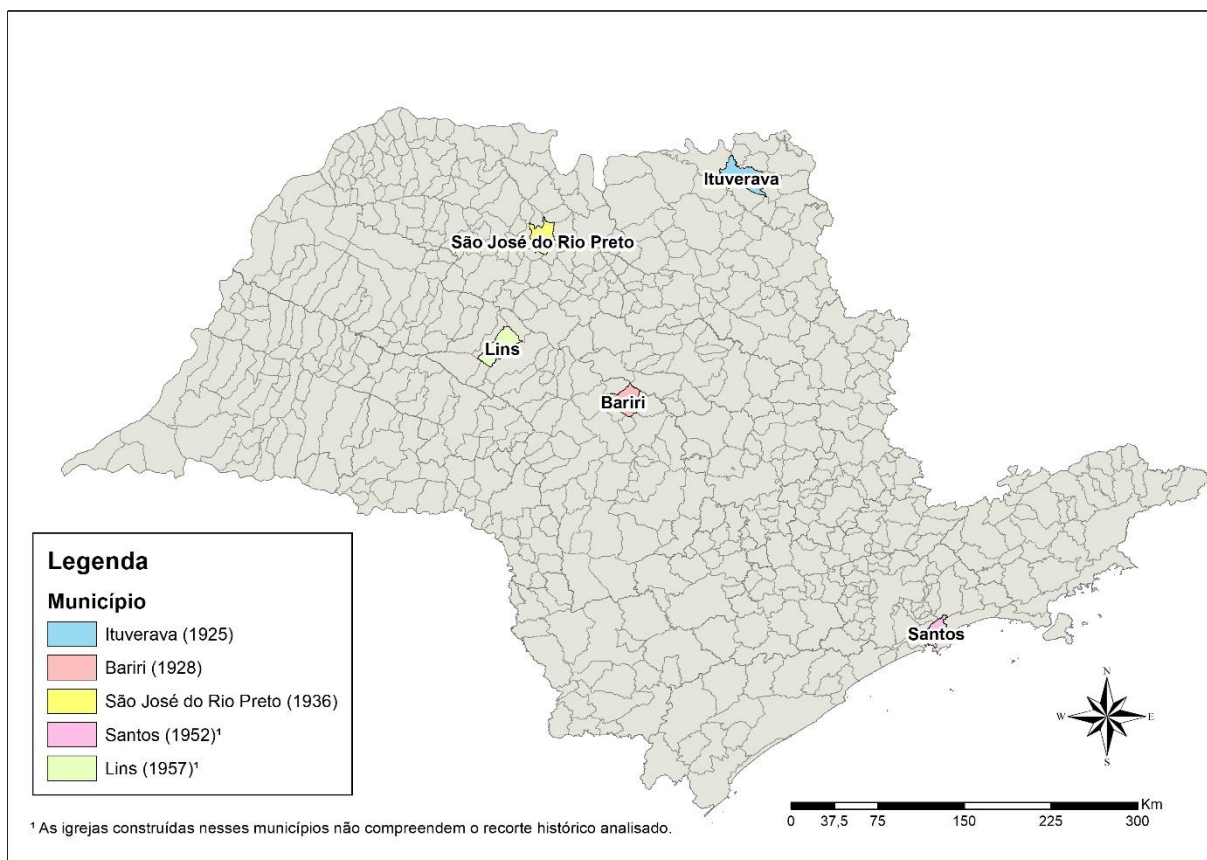 Ituverava
São José do Rio Preto
Lins
Bariri
Santos
Legenda
Município
Ituverava (1925)
Bariri (1928)
São José do Rio Preto (1936)
Santos (1952)¹
Lins (1957)¹
N
W E
S
Km
0 37,5 75 150 225 300
¹ As igrejas construídas nesses municípios não compreendem o recorte histórico analisado.